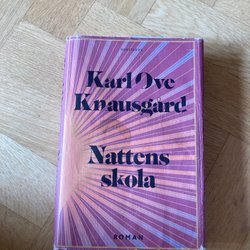 Karl Ove
Knausgård
Nattens
skola
ROMAN